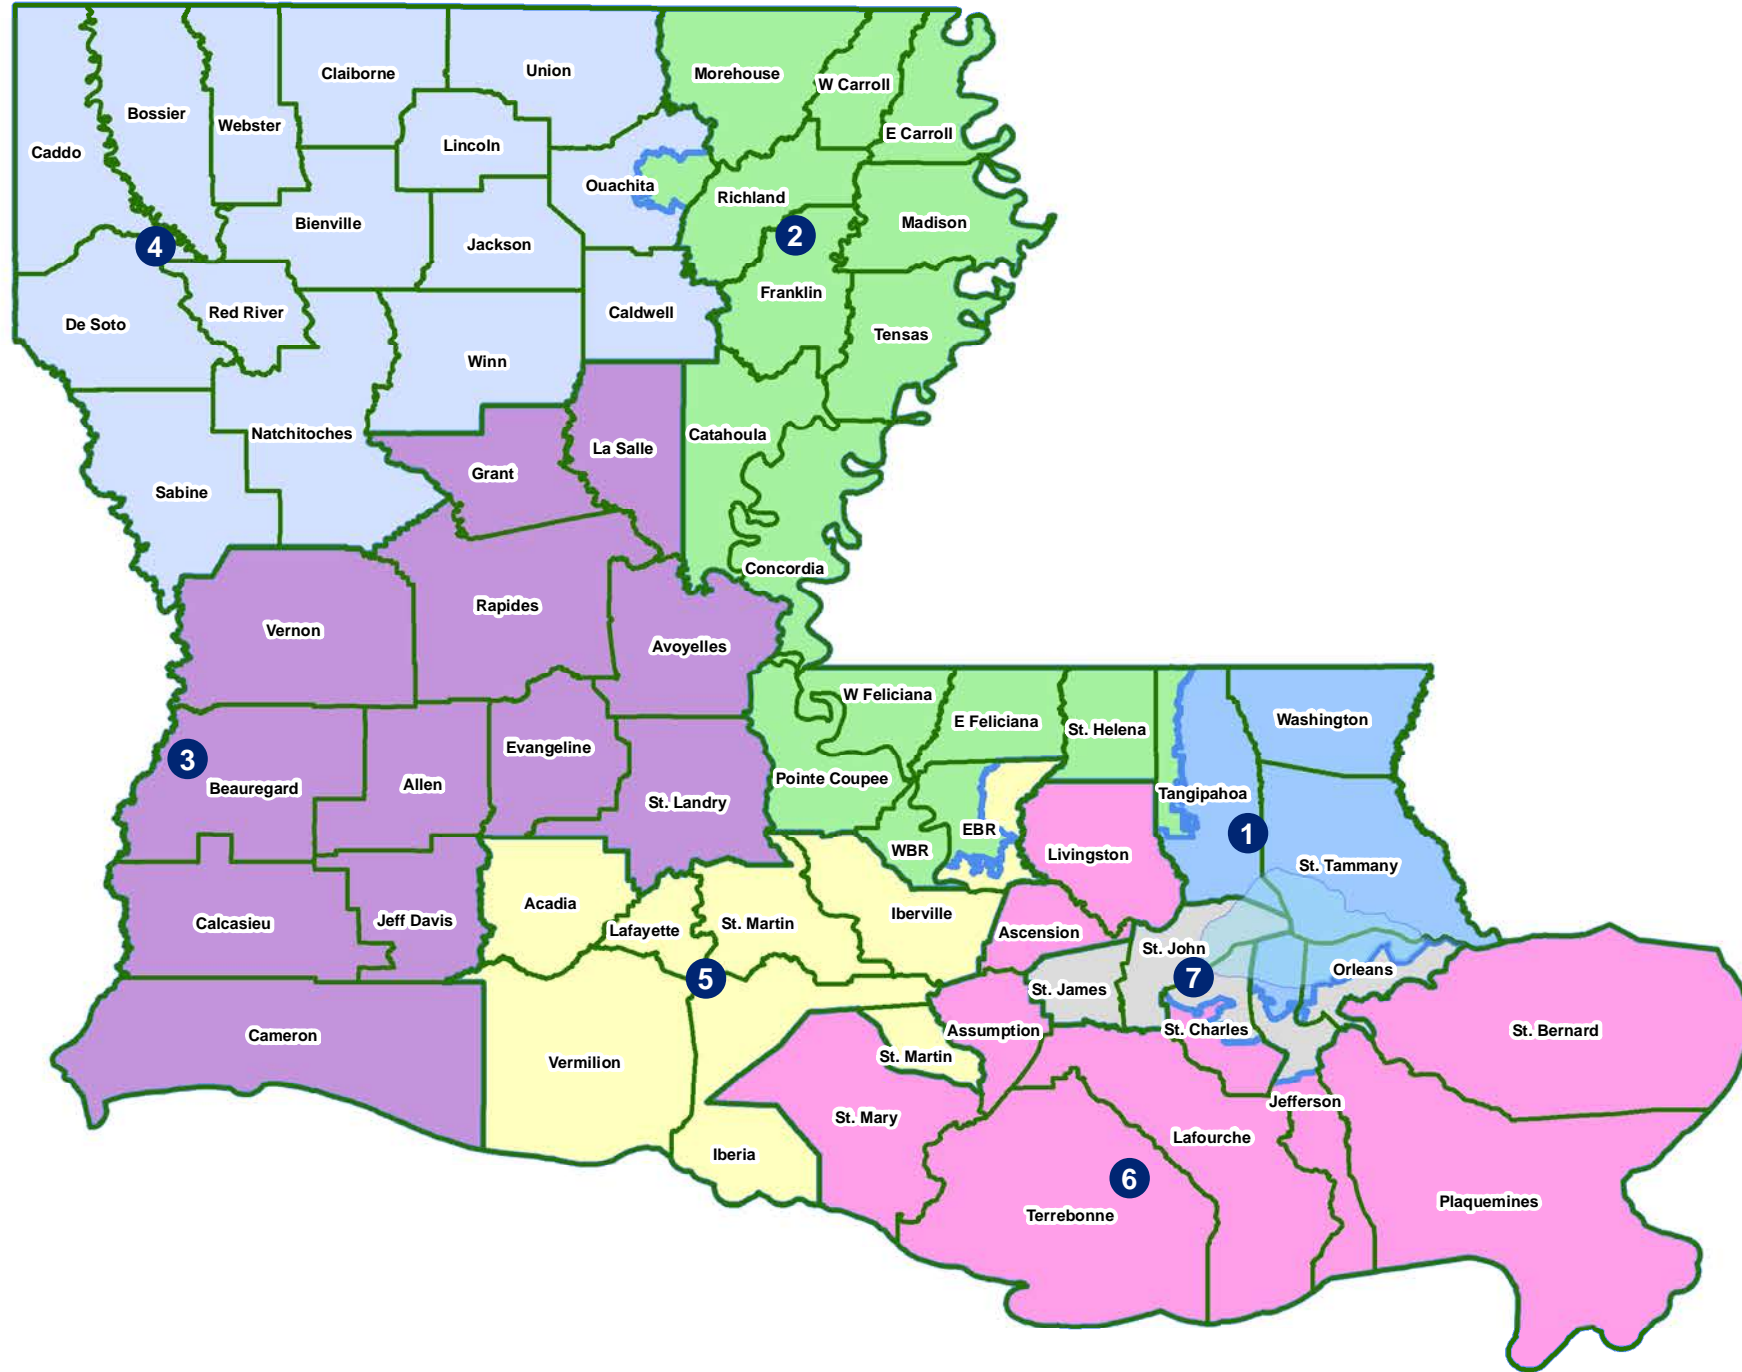 Claiborne
Union
Morehouse
W Carroll
Bossier
Webster
E Carroll
Caddo
Lincoln
Ouachita
Richland
Madison
Bienville
4
Jackson
2
Red River
Caldwell
Franklin
De Soto
Tensas
Winn
Natchitoches
Catahoula
La Salle
Grant
Sabine
Concordia
Rapides
Vernon
Avoyelles
W Feliciana
E Feliciana
St. Helena
Washington
Evangeline
3
Beauregard
Allen
Pointe Coupee
St. Landry
Tangipahoa
EBR
1
WBR
Livingston
St. Tammany
Acadia
Iberville
Calcasieu
Jeff Davis
Lafayette
St. Martin
Ascension
St. John
Orleans
5
7
St. James
Cameron
Assumption
St. Charles
St. Bernard
Vermilion
St. Martin
Jefferson
St. Mary
Lafourche
Iberia
6
Terrebonne
Plaquemines